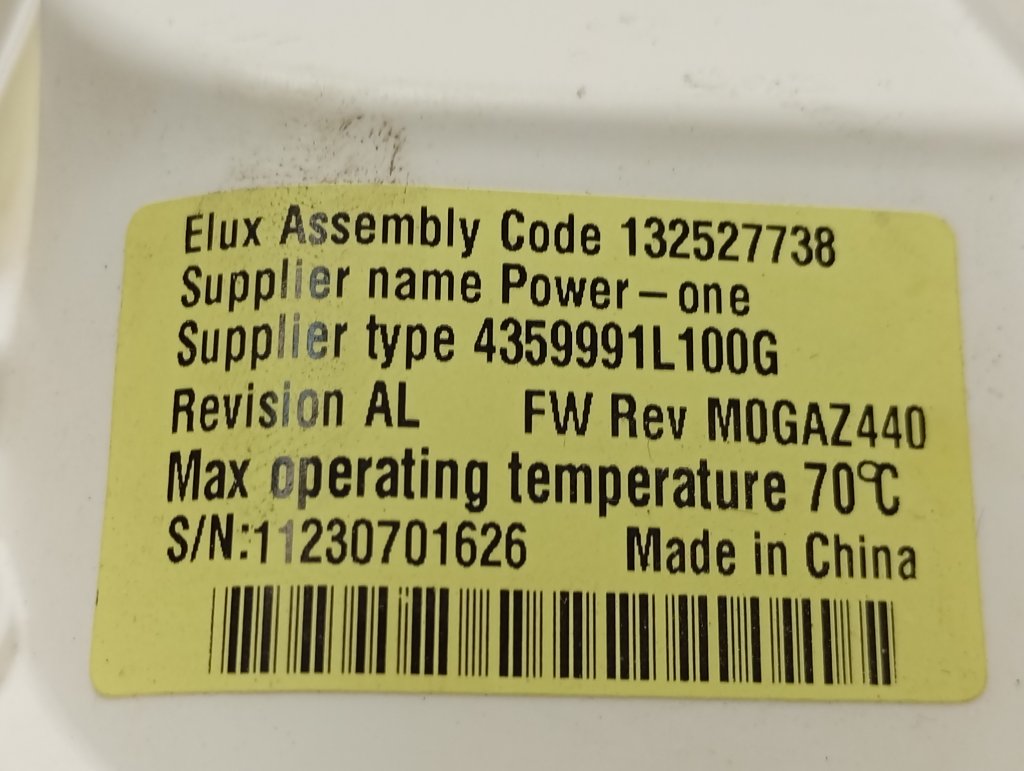 Elux Assembly Code 132527738
Supplier name Power-one
Supplier type 4359991L100G
Revision AL FW Rev M0GAZ440
Max operating temperature 70℃
S/N:11230701626 Made in China